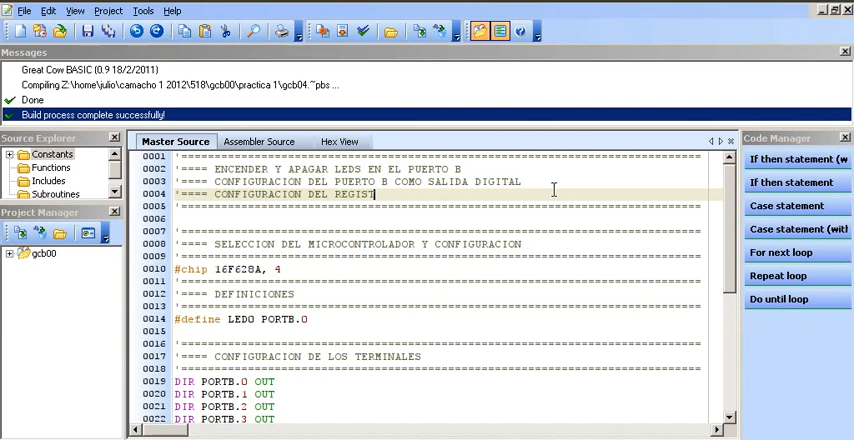 File Edit View Project Tools Help
Messages
Great Cow BASIC (0.9 18/2/2011)
Compiling Z:\home\julio\camacho 1 2012\518\gcb00\practica 1\gcb04.~pbs ...
Done
Build process complete successfully!
Source Explorer
Constants
Functions
Includes
Subroutines
Project Manager
gcb00
Master Source Assembler Source Hex View
0001 '====================================================================
0002 '==== ENCENDER Y APAGAR LEDS EN EL PUERTO B
0003 '==== CONFIGURACION DEL PUERTO B COMO SALIDA DIGITAL
0004 '==== CONFIGURACION DEL REGIST
0005 '====================================================================
0006
0007 '====================================================================
0008 '==== SELECCION DEL MICROCONTROLADOR Y CONFIGURACION
0009 '====================================================================
0010 #chip 16F628A, 4
0011 '====================================================================
0012 '==== DEFINICIONES
0013 '====================================================================
0014 #define LED0 PORTB.0
0015
0016 '====================================================================
0017 '==== CONFIGURACION DE LOS TERMINALES
0018 '====================================================================
0019 DIR PORTB.0 OUT
0020 DIR PORTB.1 OUT
0021 DIR PORTB.2 OUT
0022 DIR PORTB.3 OUT
Code Manager
If then statement (w
If then statement
Case statement
Case statement (with
For next loop
Repeat loop
Do until loop